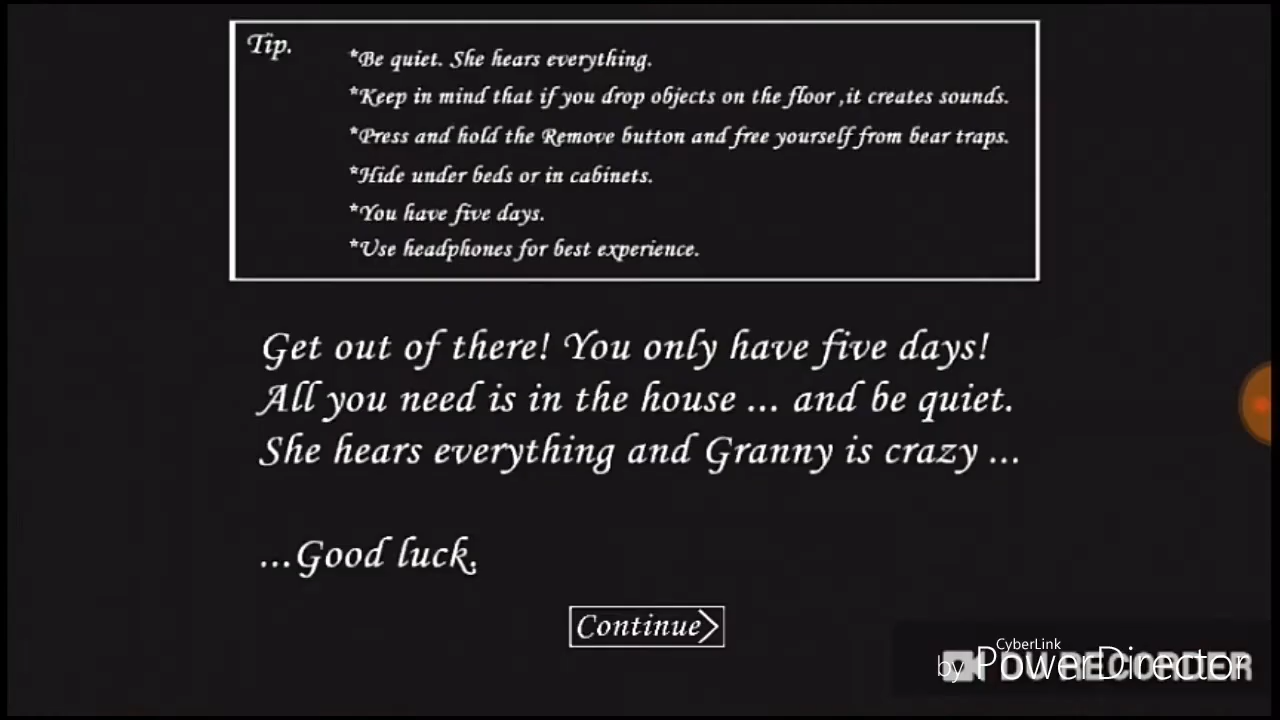 Tip.
*Be quiet. She hears everything.
*Keep in mind that if you drop objects on the floor ,it creates sounds.
*Press and hold the Remove button and free yourself from bear traps.
*Hide under beds or in cabinets.
*You have five days.
*Use headphones for best experience.
Get out of there! You only have five days!
All you need is in the house ... and be quiet.
She hears everything and Granny is crazy ...
...Good luck.
Continue
CyberLink
by PowerDirector
DU RECORDER